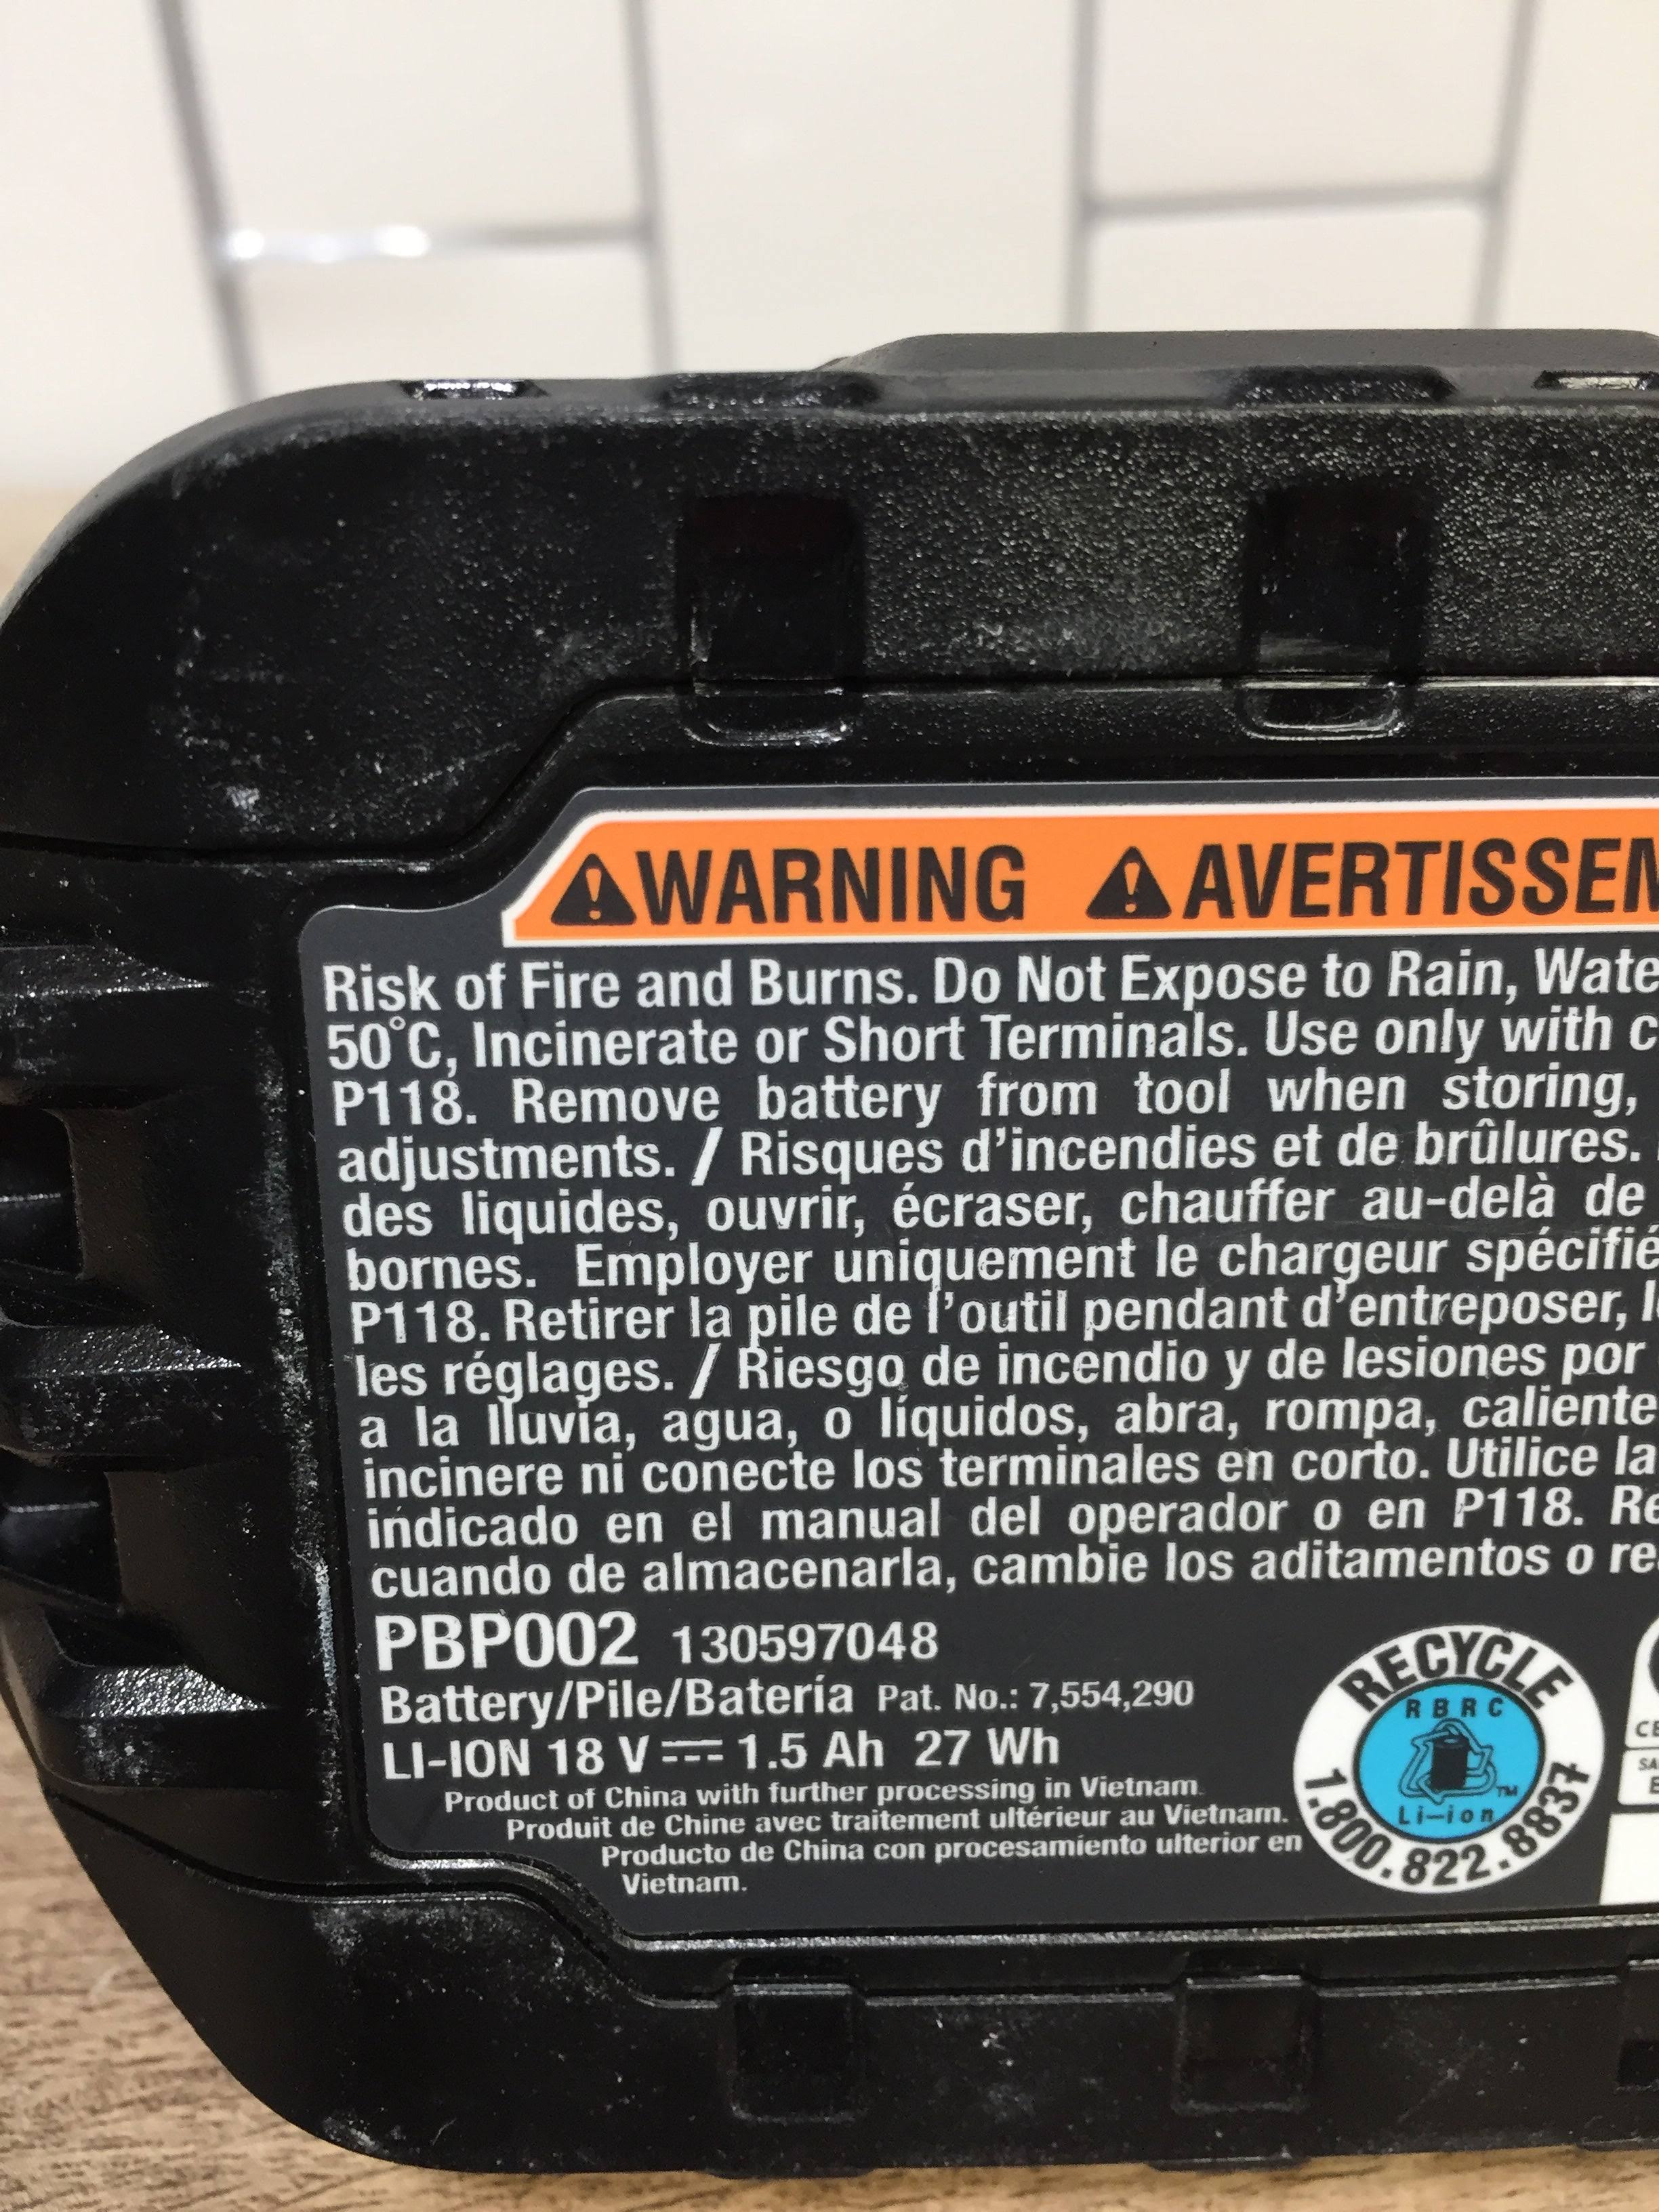 WARNING AVERTISSEM
Risk of Fire and Burns. Do Not Expose to Rain, Wate
50°C, Incinerate or Short Terminals. Use only with c
P118. Remove battery from tool when storing,
adjustments. / Risques d'incendies et de brûlures.
des liquides, ouvrir, écraser, chauffer au-delà de
bornes. Employer uniquement le chargeur spécifié
P118. Retirer la pile de l'outil pendant d'entreposer, l
les réglages. / Riesgo de incendio y de lesiones por
a la lluvia, agua, o líquidos, abra, rompa, caliente
incinere ni conecte los terminales en corto. Utilice la
indicado en el manual del operador o en P118. Re
cuando de almacenarla, cambie los aditamentos o re
PBP002 130597048
Battery/Pile/Batería Pat. No.: 7,554,290
LI-ION 18 V ⎓ 1.5 Ah 27 Wh
Product of China with further processing in Vietnam.
Produit de Chine avec traitement ultérieur au Vietnam.
Producto de China con procesamiento ulterior en
Vietnam.
RECYCLE
RBRC
Li-ion
TM
1.800.822.8837
CE
SA
E